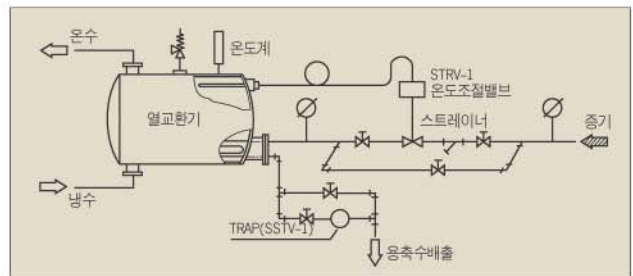 온수
온도계
STRV-1
온도조절밸브
열교환기
스트레이너
증기
냉수
TRAP(SSTV-1)
응축수배출